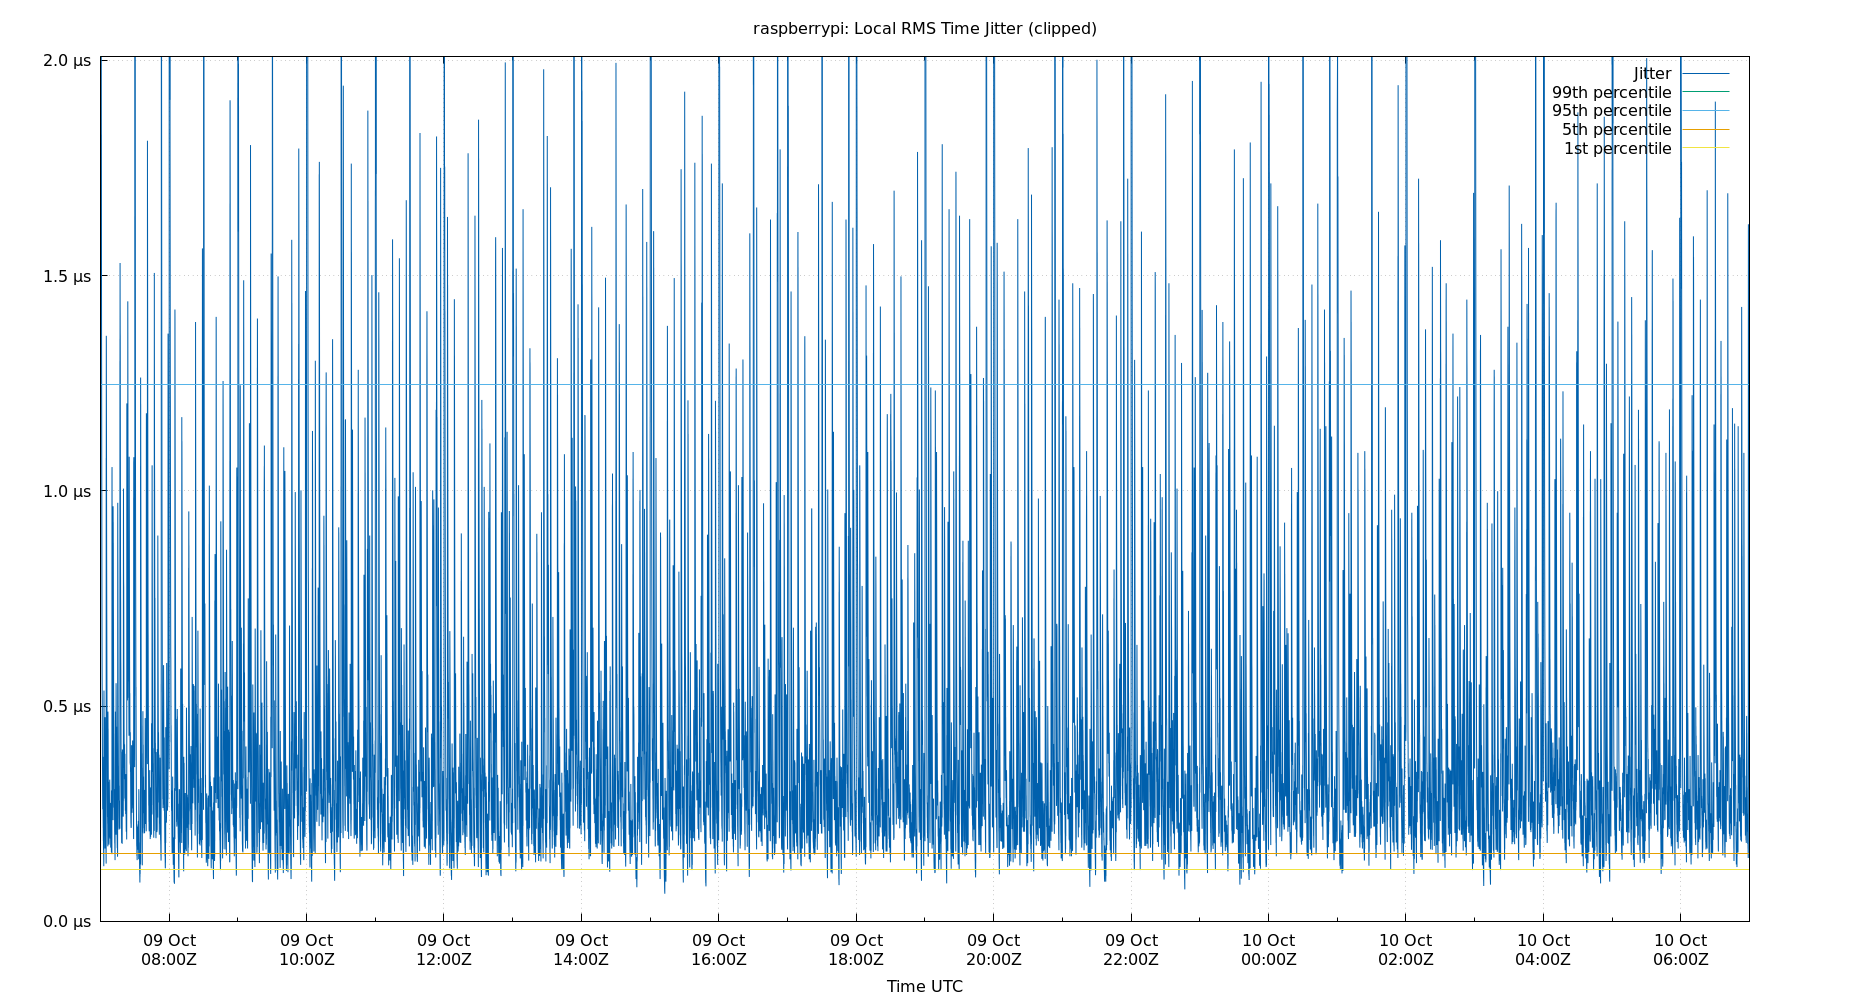 raspberrypi: Local RMS Time Jitter (clipped)
2.0 μs
1.5 μs
1.0 μs
0.5 μs
0.0 μs
Jitter
99th percentile
95th percentile
5th percentile
1st percentile
09 Oct 09 Oct 09 Oct 09 Oct 09 Oct 09 Oct 09 Oct 09 Oct 10 Oct 10 Oct 10 Oct 10 Oct
08:00Z 10:00Z 12:00Z 14:00Z 16:00Z 18:00Z 20:00Z 22:00Z 00:00Z 02:00Z 04:00Z 06:00Z
Time UTC